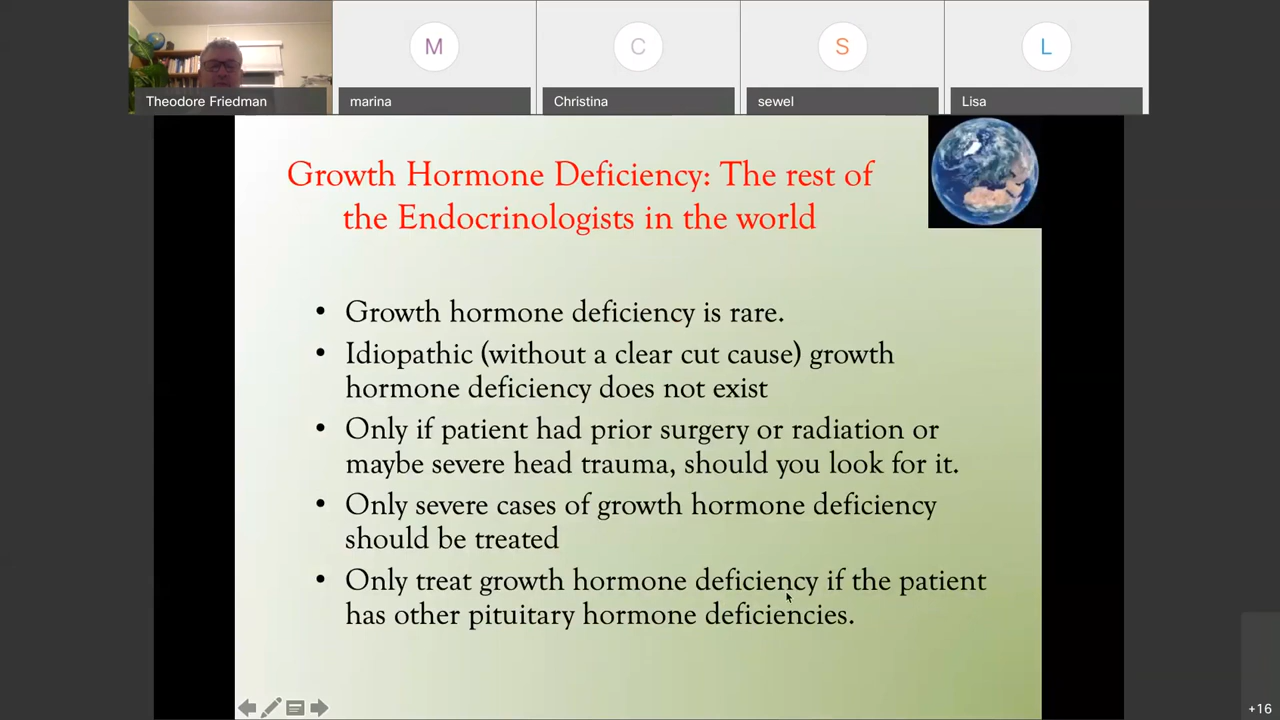 M
C
S
L
Theodore Friedman
marina
Christina
sewel
Lisa
Growth Hormone Deficiency: The rest of
the Endocrinologists in the world
• Growth hormone deficiency is rare.
• Idiopathic (without a clear cut cause) growth
hormone deficiency does not exist
• Only if patient had prior surgery or radiation or
maybe severe head trauma, should you look for it.
• Only severe cases of growth hormone deficiency
should be treated
• Only treat growth hormone deficiency if the patient
has other pituitary hormone deficiencies.
+16